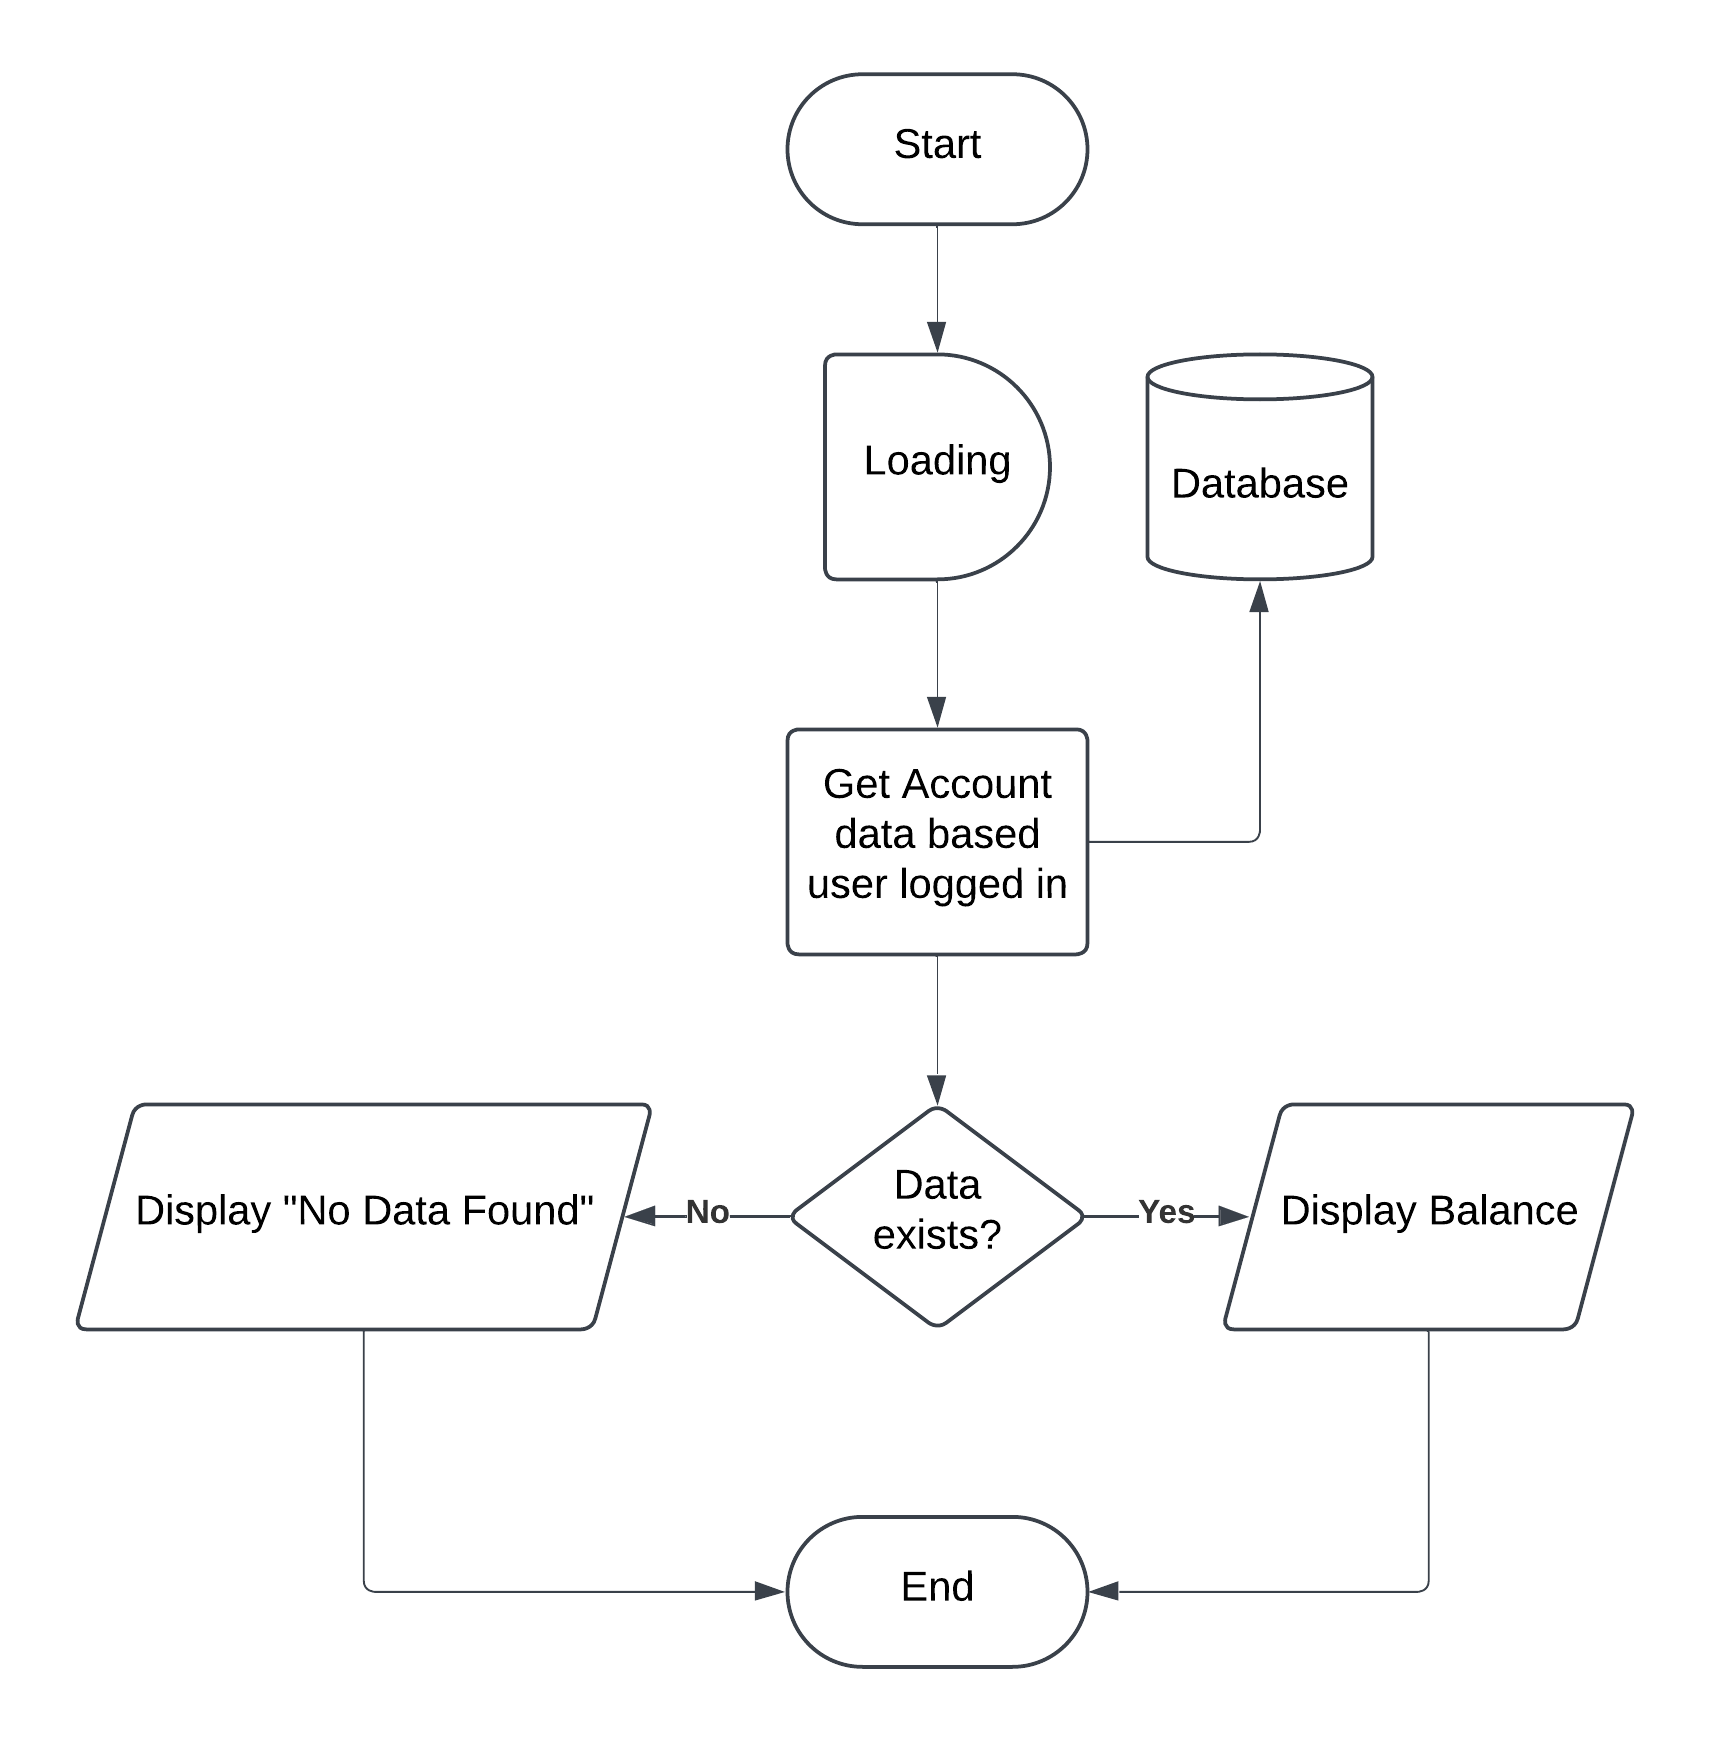 Start
Loading
Database
Get Account
data based
user logged in
Display "No Data Found"
No
Data
exists?
Yes
Display Balance
End